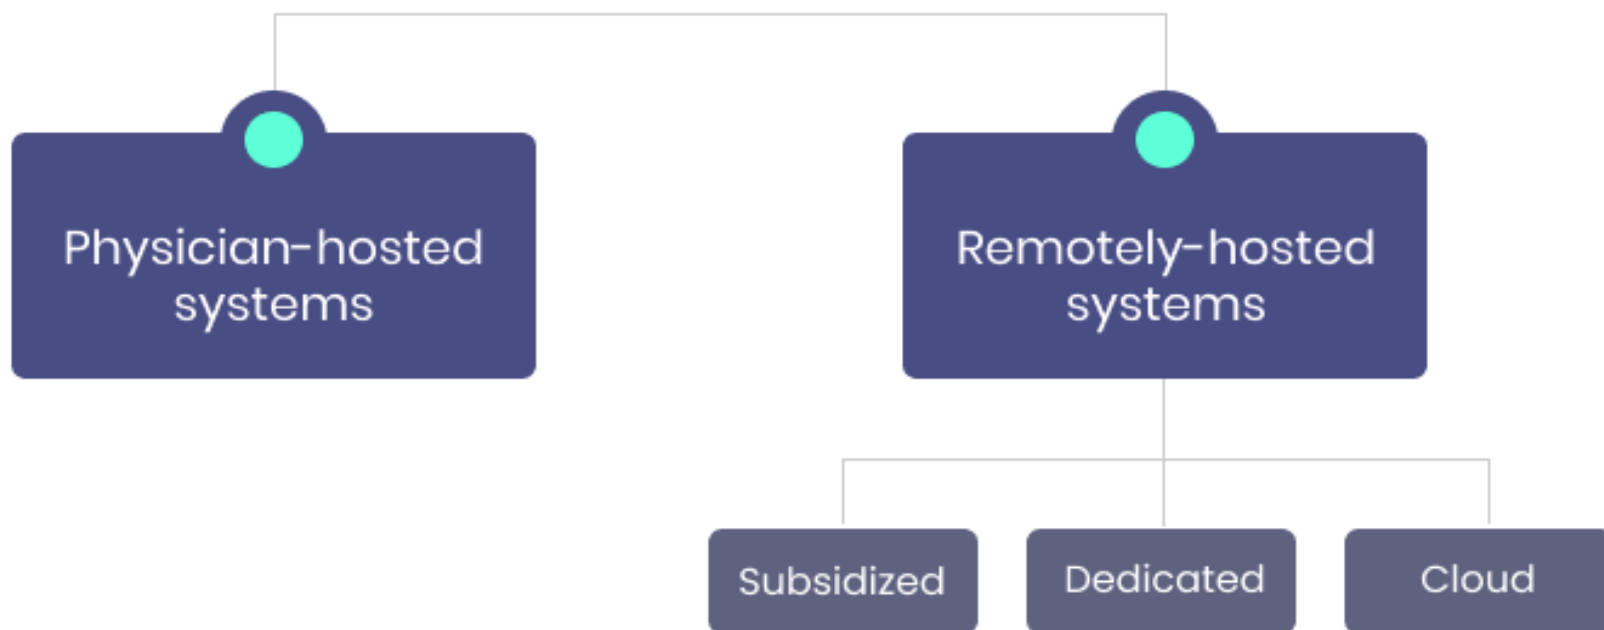 Physician-hosted
systems
Remotely-hosted
systems
Subsidized
Dedicated
Cloud